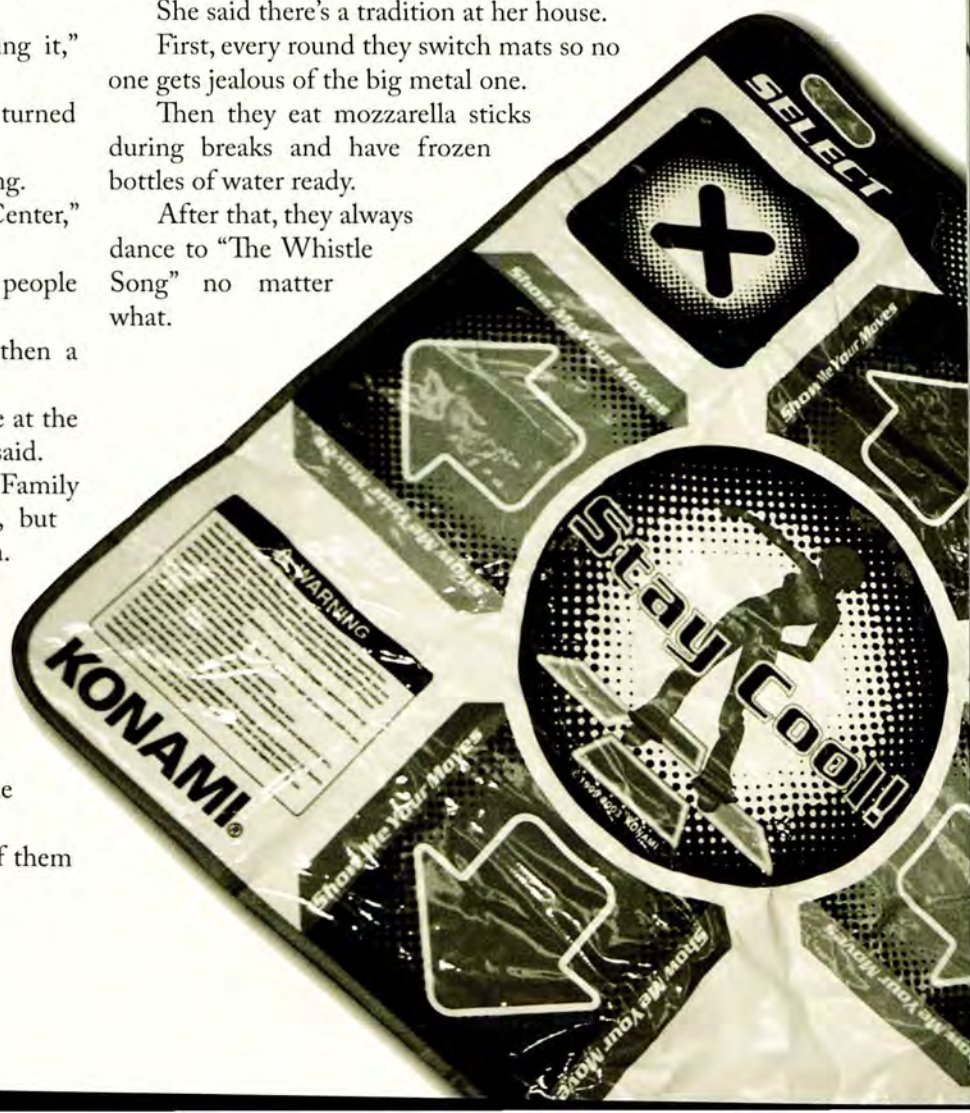 ing it,”
turned
ng.
Center,”
people
then a
e at the
said.
Family
, but
n.
e
f them
She said there’s a tradition at her house.
First, every round they switch mats so no
one gets jealous of the big metal one.
Then they eat mozzarella sticks
during breaks and have frozen
bottles of water ready.
After that, they always
dance to “The Whistle
Song” no matter
what.
SELECT
Show Me Your Moves
Show Me Your Moves
Show Me Your Moves
WARNING
KONAMI®
Stay Cool!!
Show Me Your Moves
Show Me Your Move
Show Me Your Moves